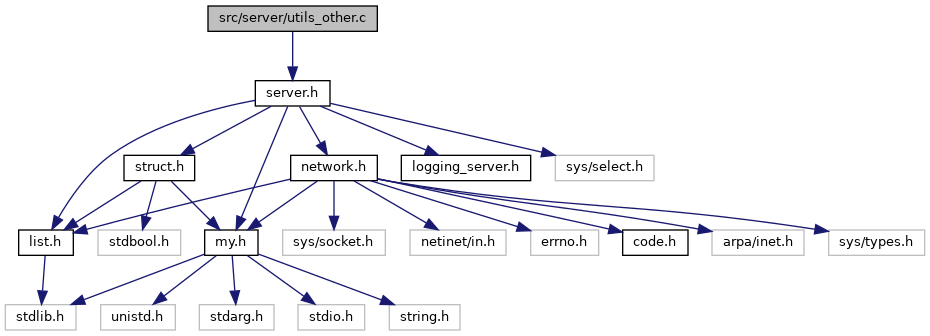 src/server/utils_other.c
server.h
struct.h
network.h
logging_server.h
sys/select.h
list.h
stdbool.h
my.h
sys/socket.h
netinet/in.h
errno.h
code.h
arpa/inet.h
sys/types.h
stdlib.h
unistd.h
stdarg.h
stdio.h
string.h